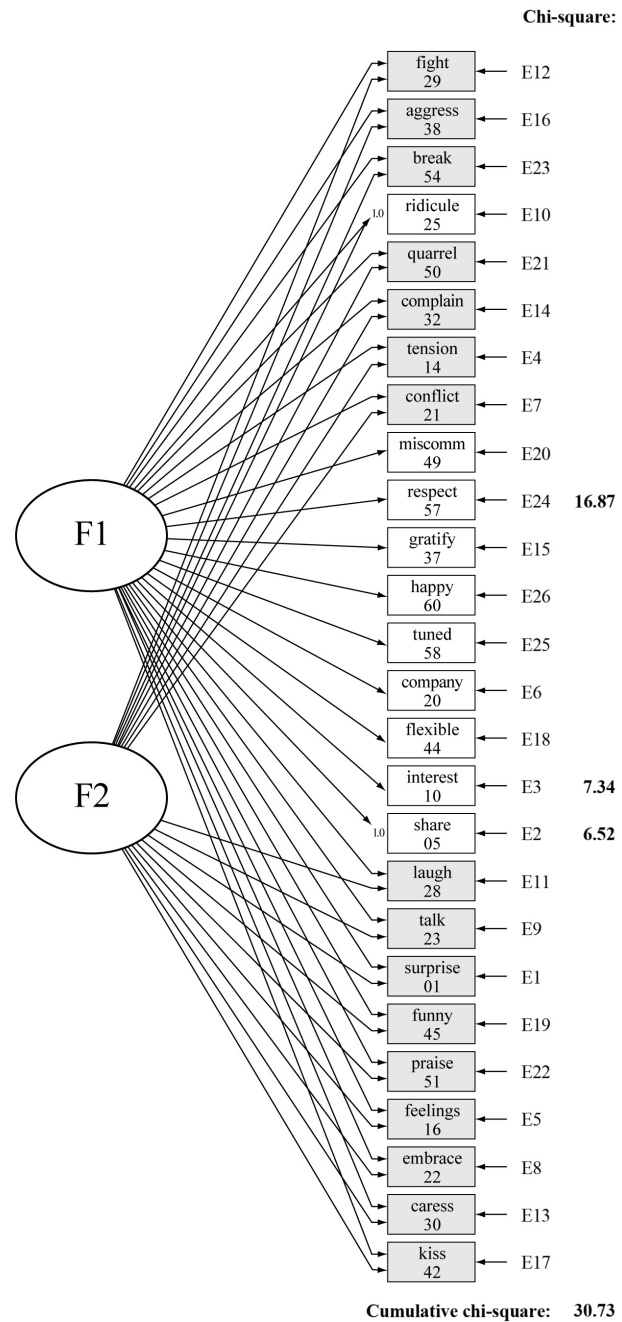 Chi-square:
fight
29
E12
aggress
38
E16
break
54
E23
1.0
ridicule
25
E10
quarrel
50
E21
complain
32
E14
tension
14
E4
conflict
21
E7
miscomm
49
E20
respect
57
E24 16.87
F1
gratify
37
E15
happy
60
E26
tuned
58
E25
company
20
E6
flexible
44
E18
F2
interest
10
E3 7.34
1.0
share
05
E2 6.52
laugh
28
E11
talk
23
E9
surprise
01
E1
funny
45
E19
praise
51
E22
feelings
16
E5
embrace
22
E8
caress
30
E13
kiss
42
E17
Cumulative chi-square: 30.73